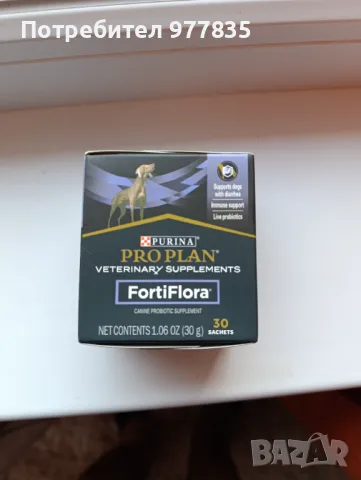 Потребител 977835
Supports dogs
with diarrhea
Immune support
Live probiotics
PURINA®
PRO PLAN®
VETERINARY SUPPLEMENTS
FortiFlora®
CANINE PROBIOTIC SUPPLEMENT
NET CONTENTS 1.06 OZ (30 g)
30
SACHETS
BAZAR